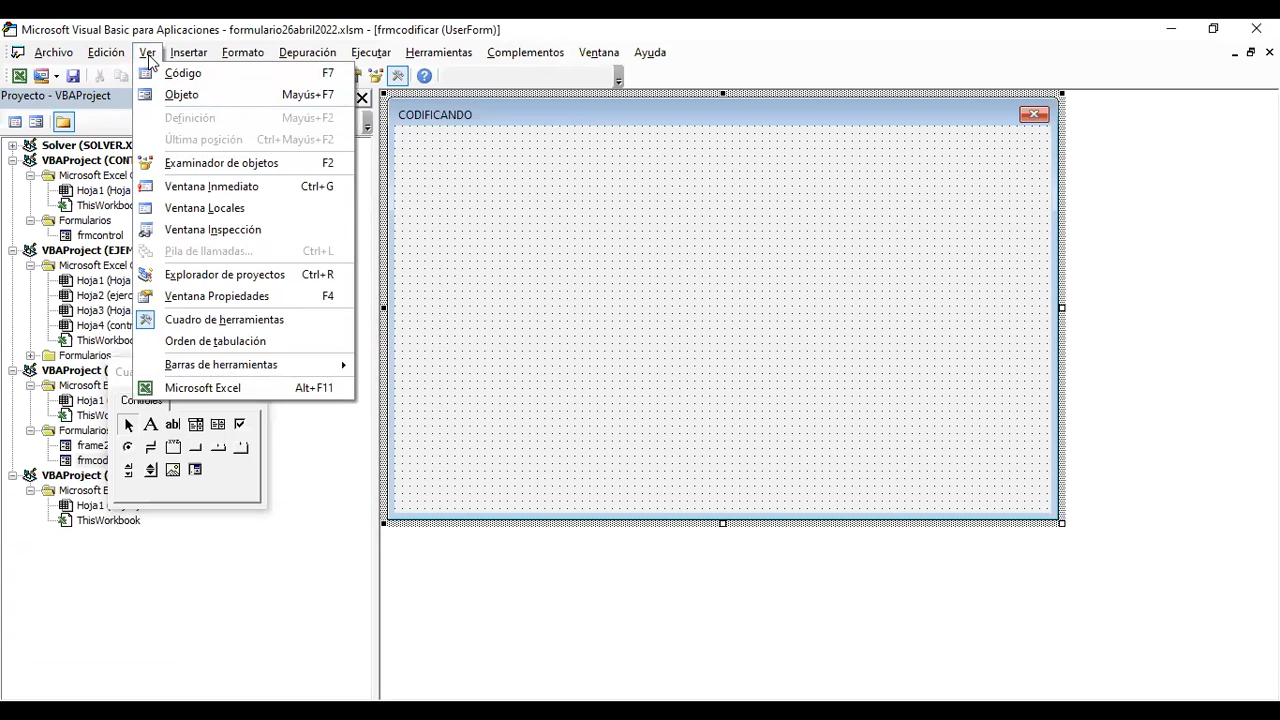 Microsoft Visual Basic para Aplicaciones - formulario26abril2022.xlsm - [frmcodificar (UserForm)]
Archivo Edición Ver Insertar Formato Depuración Ejecutar Herramientas Complementos Ventana Ayuda
Proyecto - VBAProject
Código F7
Objeto Mayús+F7
Definición Mayús+F2
Última posición Ctrl+Mayús+F2
Examinador de objetos F2
Ventana Inmediato Ctrl+G
Ventana Locales
Ventana Inspección
Pila de llamadas... Ctrl+L
Explorador de proyectos Ctrl+R
Ventana Propiedades F4
Cuadro de herramientas
Orden de tabulación
Barras de herramientas
Microsoft Excel Alt+F11
Solver (SOLVER.X
VBAProject (CON
Microsoft Excel
Hoja1 (Ho
ThisWorkboo
Formularios
frmcontrol
VBAProject (EJEM
Microsoft Excel
Hoja1 (Hoja
Hoja2 (ejerc
Hoja3 (Hoja
Hoja4 (cont
ThisWorkboo
Formularios
VBAProject (
Microsoft E
Hoja1
ThisWo
Formularios
frame2
frmcod
VBAProject (
Microsoft E
Hoja1
ThisWorkbook
Controles
A abl
CODIFICANDO